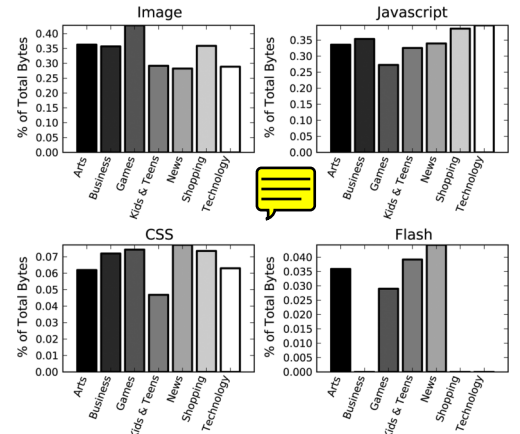 Image
% of Total Bytes
0.40
0.35
0.30
0.25
0.20
0.15
0.10
0.05
0.00
Arts
Business
Games
Kids & Teens
News
Shopping
Technology
Javascript
% of Total Bytes
0.35
0.30
0.25
0.20
0.15
0.10
0.05
0.00
Arts
Business
Games
Kids & Teens
News
Shopping
Technology
CSS
% of Total Bytes
0.07
0.06
0.05
0.04
0.03
0.02
0.01
0.00
Arts
Business
Games
Kids & Teens
News
Shopping
Technology
Flash
% of Total Bytes
0.040
0.035
0.030
0.025
0.020
0.015
0.010
0.005
0.000
Arts
Business
Games
Kids & Teens
News
Shopping
Technology